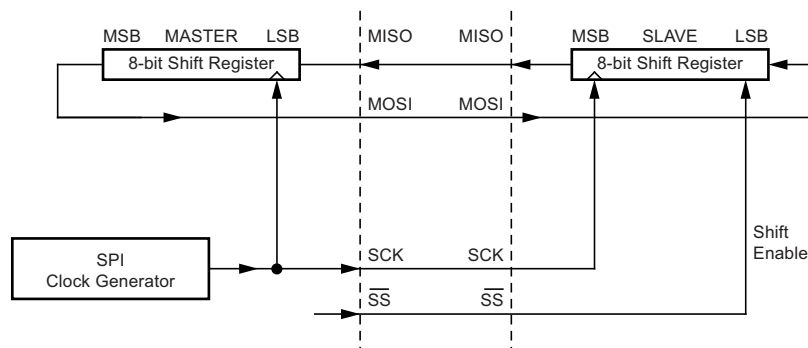 MSB MASTER LSB MISO MISO MSB SLAVE LSB
8-bit Shift Register 8-bit Shift Register
MOSI MOSI
Shift
Enable
SPI
Clock Generator
SCK SCK
SS SS